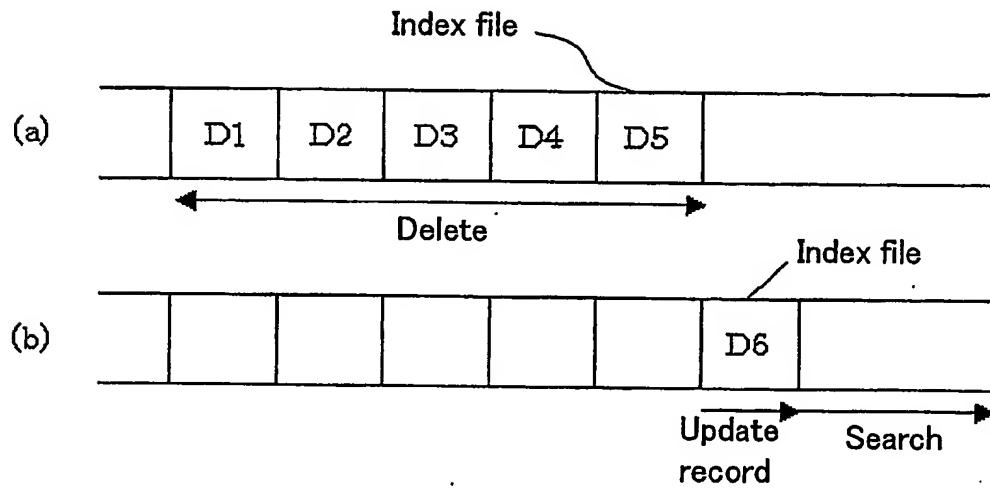 Index file
(a) D1 D2 D3 D4 D5
Delete
Index file
(b) D6
Update Search
record